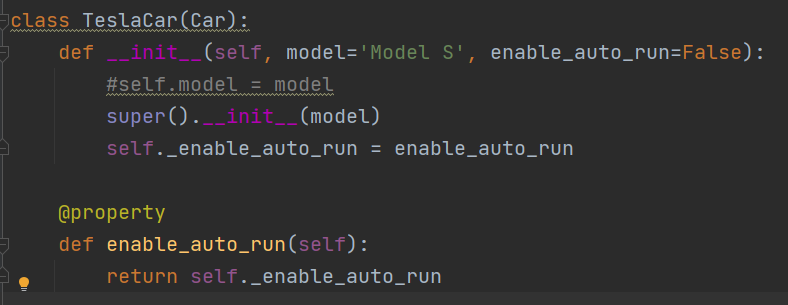 class TeslaCar(Car):
    def __init__(self, model='Model S', enable_auto_run=False):
        #self.model = model
        super().__init__(model)
        self._enable_auto_run = enable_auto_run

    @property
    def enable_auto_run(self):
        return self._enable_auto_run